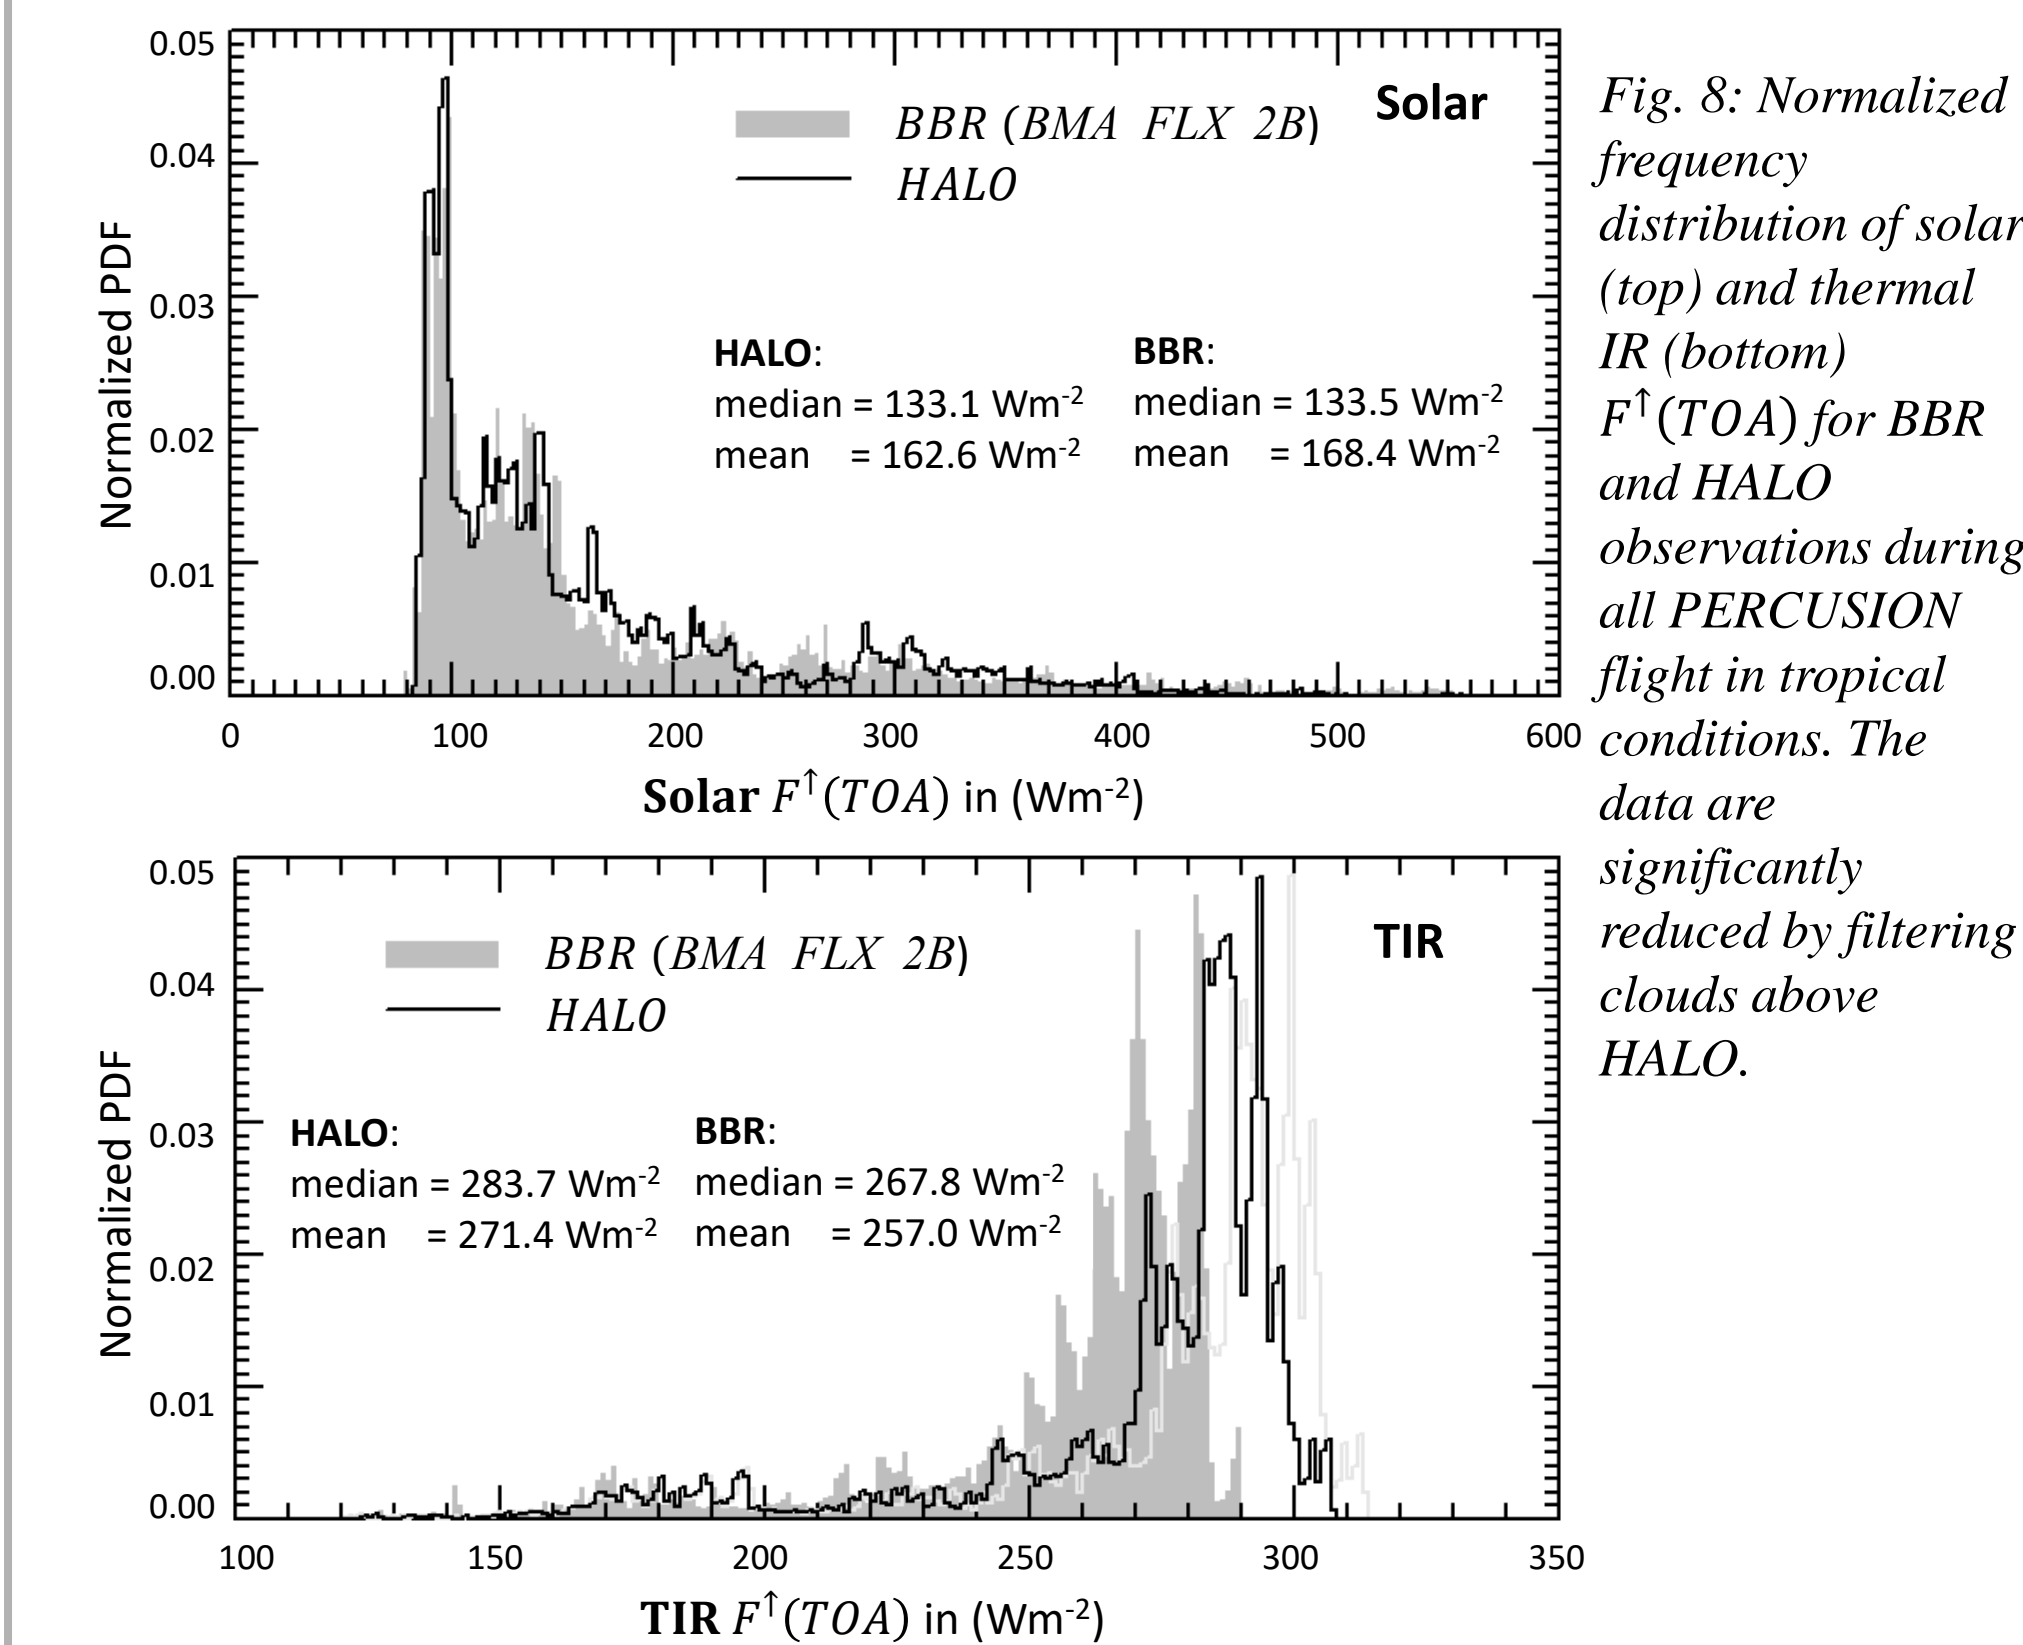 0.05
0.04
0.03
0.02
0.01
0.00
Normalized PDF
Solar
BBR (BMA FLX 2B)
HALO
HALO:
median = 133.1 Wm-2
mean = 162.6 Wm-2
BBR:
median = 133.5 Wm-2
mean = 168.4 Wm-2
0 100 200 300 400 500 600
Solar F↑(TOA) in (Wm-2)
0.05
0.04
0.03
0.02
0.01
0.00
Normalized PDF
TIR
BBR (BMA FLX 2B)
HALO
HALO:
median = 283.7 Wm-2
mean = 271.4 Wm-2
BBR:
median = 267.8 Wm-2
mean = 257.0 Wm-2
100 150 200 250 300 350
TIR F↑(TOA) in (Wm-2)
Fig. 8: Normalized
frequency
distribution of solar
(top) and thermal
IR (bottom)
F↑(TOA) for BBR
and HALO
observations during
all PERCUSION
flight in tropical
conditions. The
data are
significantly
reduced by filtering
clouds above
HALO.